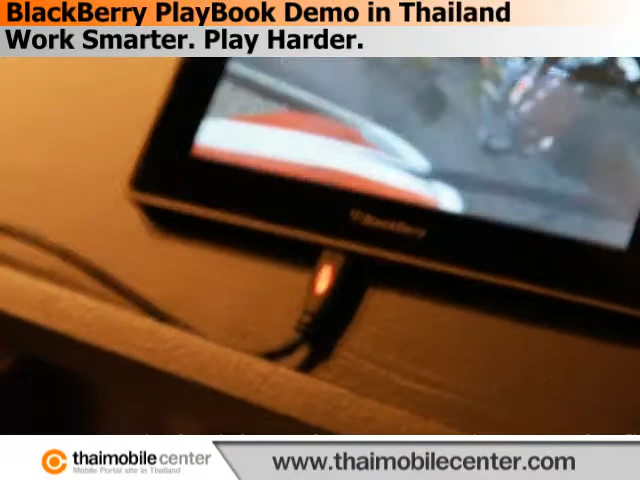 BlackBerry PlayBook Demo in Thailand
Work Smarter. Play Harder.
BlackBerry
thaimobilecenter
Mobile Portal site in Thailand
www.thaimobilecenter.com